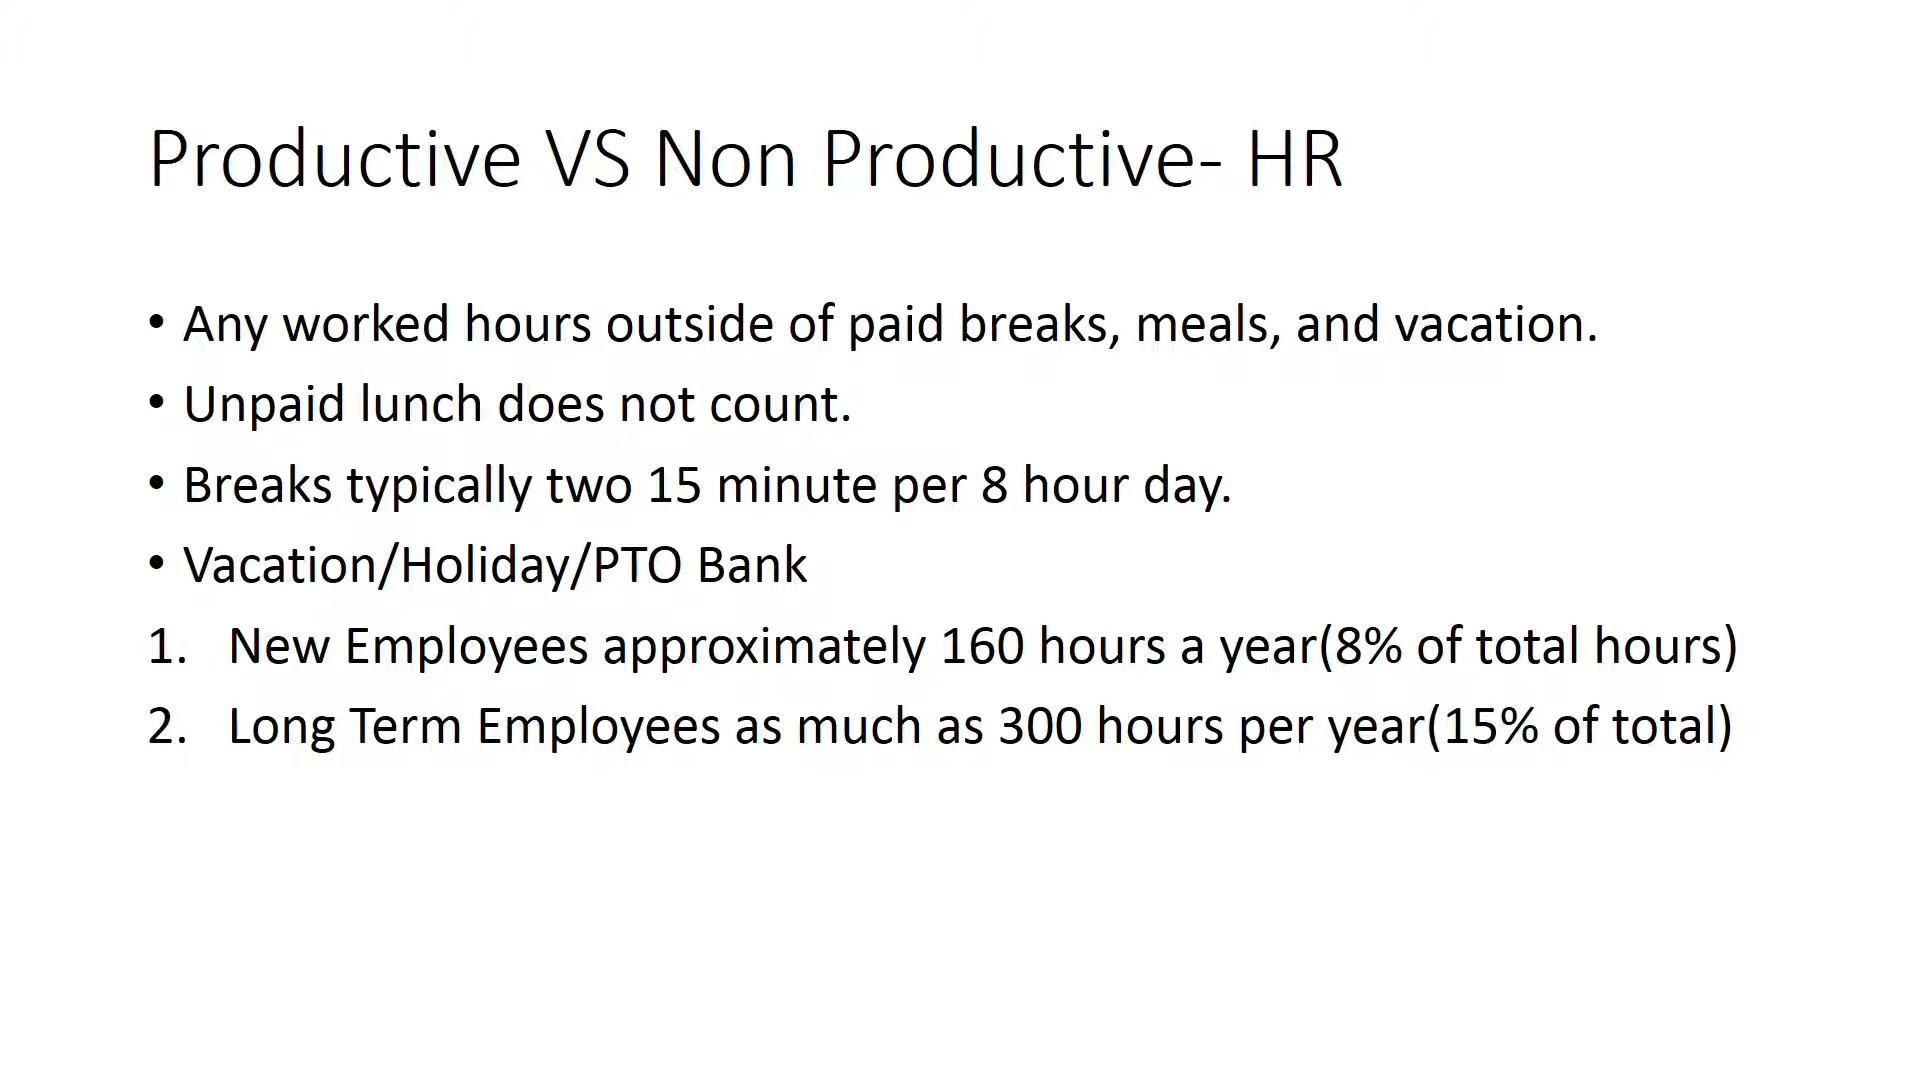 Productive VS Non Productive- HR
• Any worked hours outside of paid breaks, meals, and vacation.
• Unpaid lunch does not count.
• Breaks typically two 15 minute per 8 hour day.
• Vacation/Holiday/PTO Bank
1. New Employees approximately 160 hours a year(8% of total hours)
2. Long Term Employees as much as 300 hours per year(15% of total)